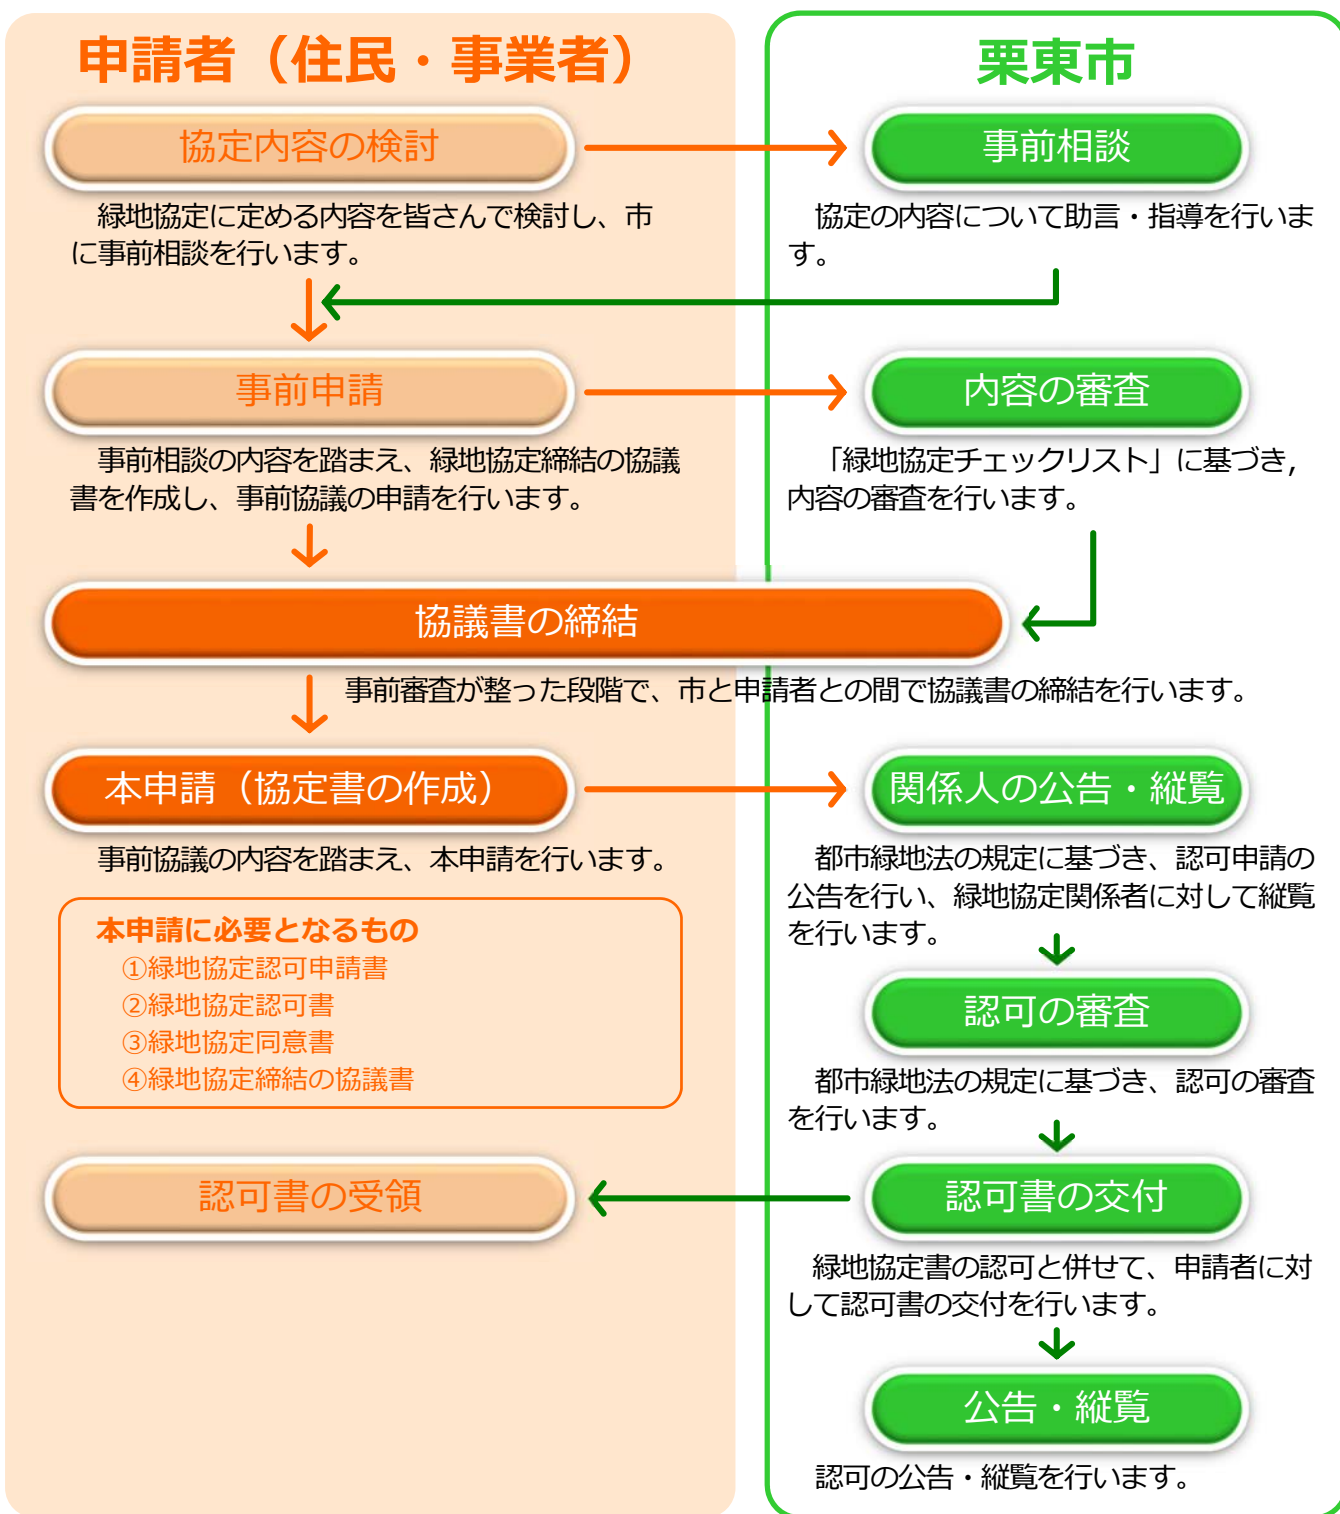 申請者（住民・事業者）
栗東市
協定内容の検討
事前相談
緑地協定に定める内容を皆さんで検討し、市
に事前相談を行います。
協定の内容について助言・指導を行いま
す。
事前申請
内容の審査
事前相談の内容を踏まえ、緑地協定締結の協議
書を作成し、事前協議の申請を行います。
「緑地協定チェックリスト」に基づき,
内容の審査を行います。
協議書の締結
事前審査が整った段階で、市と申請者との間で協議書の締結を行います。
本申請（協定書の作成）
関係人の公告・縦覧
事前協議の内容を踏まえ、本申請を行います。
都市緑地法の規定に基づき、認可申請の
公告を行い、緑地協定関係者に対して縦覧
を行います。
本申請に必要となるもの
①緑地協定認可申請書
②緑地協定認可書
③緑地協定同意書
④緑地協定締結の協議書
認可の審査
都市緑地法の規定に基づき、認可の審査
を行います。
認可書の受領
認可書の交付
緑地協定書の認可と併せて、申請者に対
して認可書の交付を行います。
公告・縦覧
認可の公告・縦覧を行います。